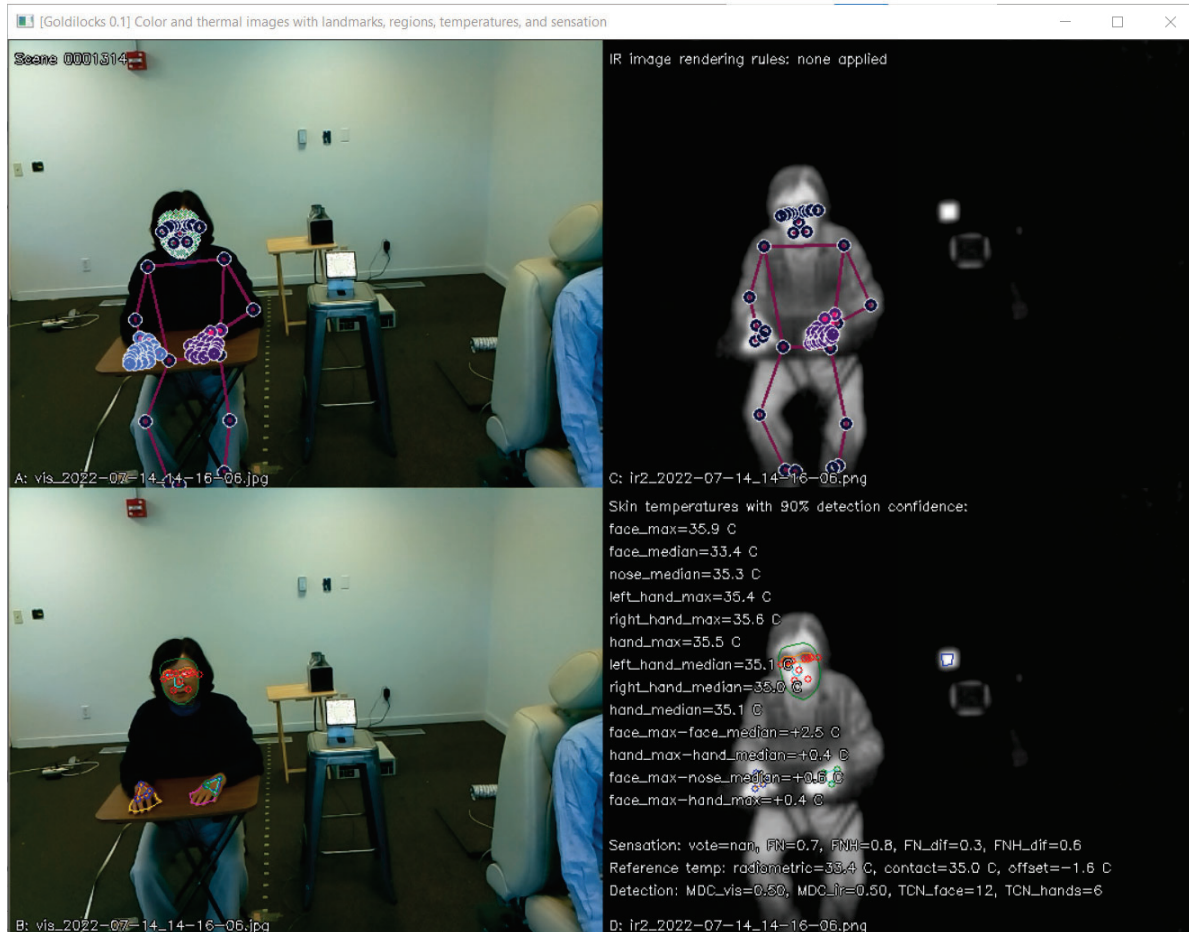 [Goldilocks 0.1] Color and thermal images with landmarks, regions, temperatures, and sensation
Scene 0001314
IR image rendering rules: none applied
A: vis_2022-07-14_14-16-06.jpg
C: ir2_2022-07-14_14-16-06.png
Skin temperatures with 90% detection confidence:
face_max=35.9 C
face_median=33.4 C
nose_median=35.3 C
left_hand_max=35.4 C
right_hand_max=35.6 C
hand_max=35.5 C
left_hand_median=35.1 C
right_hand_median=35.0 C
hand_median=35.1 C
face_max-face_median=+2.5 C
hand_max-hand_median=+0.4 C
face_max-nose_median=+0.6 C
face_max-hand_max=+0.4 C
Sensation: vote=nan, FN=0.7, FNH=0.8, FN_dif=0.3, FNH_dif=0.6
Reference temp: radiometric=33.4 C, contact=35.0 C, offset=-1.6 C
Detection: MDC_vis=0.50, MDC_ir=0.50, TCN_face=12, TCN_hands=6
B: vis_2022-07-14_14-16-06.jpg
D: ir2_2022-07-14_14-16-06.png